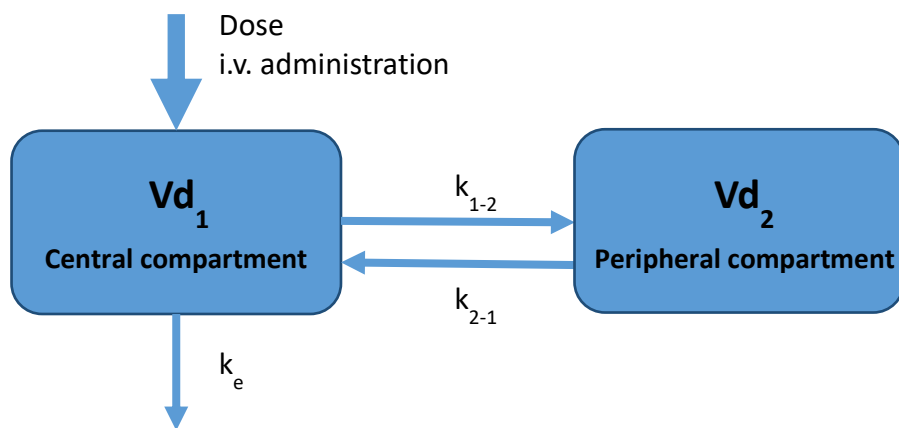 Dose
i.v. administration
Vd₁
Central compartment
k₁₋₂
Vd₂
Peripheral compartment
k₂₋₁
kₑ